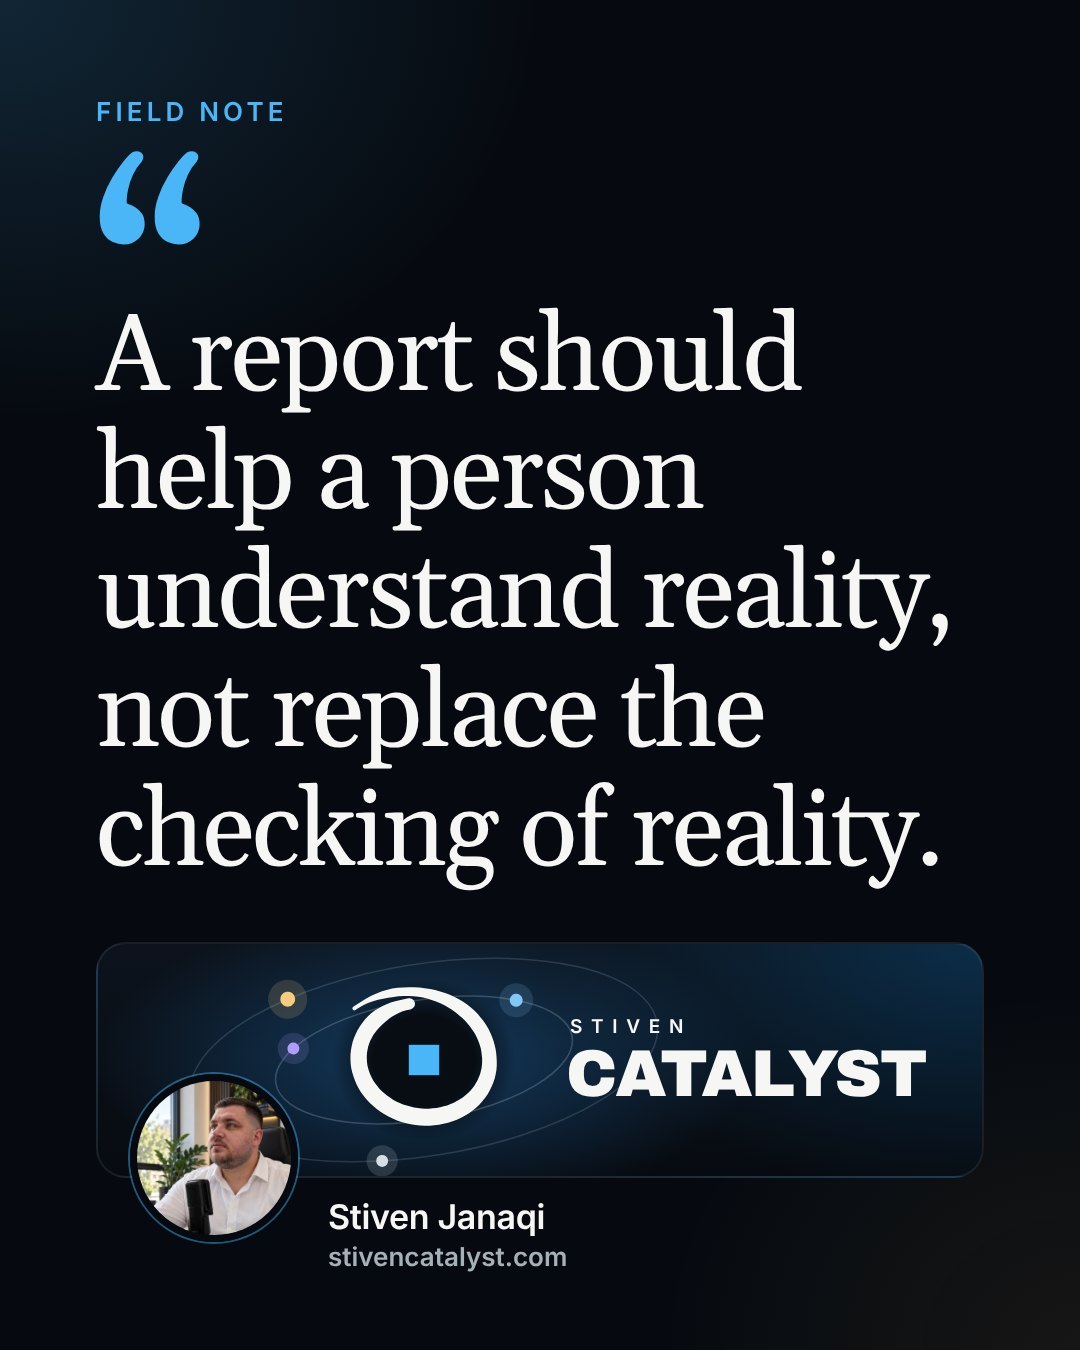 FIELD NOTE
“
A report should
help a person
understand reality,
not replace the
checking of reality.
STIVEN
CATALYST
Stiven Janaqi
stivencatalyst.com